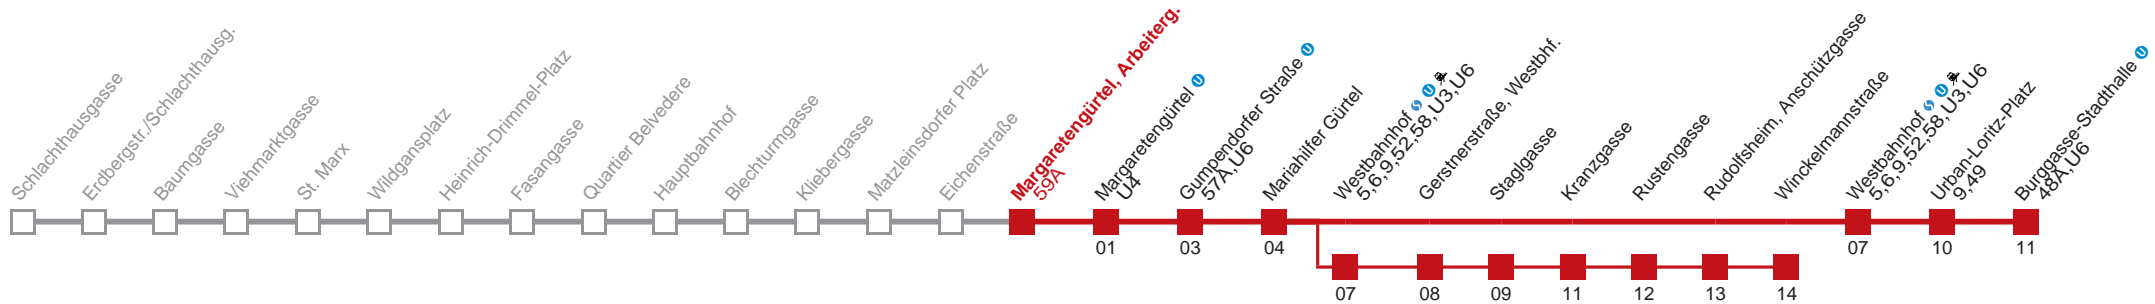 Schlachthausgasse
Erdbergstr./Schlachthausg.
Baumgasse
Viehmarktgasse
St. Marx
Wildgansplatz
Heinrich-Drimmel-Platz
Fasangasse
Quartier Belvedere
Hauptbahnhof
Blechturmgasse
Kliebergasse
Matzleinsdorfer Platz
Eichenstraße
Margaretengürtel, Arbeiterg.
59A
Margaretengürtel U
U4
Gumpendorfer Straße U
57A,U6
Mariahilfer Gürtel
Westbahnhof S U
5,6,9,52,58,U3,U6
Gerstnerstraße, Westbhf.
Staglgasse
Kranzgasse
Rustengasse
Rudolfsheim, Anschützgasse
Winckelmannstraße
Westbahnhof S U
5,6,9,52,58,U3,U6
Urban-Loritz-Platz
9,49
Burggasse-Stadthalle U
48A,U6
01 03 04 07 10 11
07 08 09 11 12 13 14